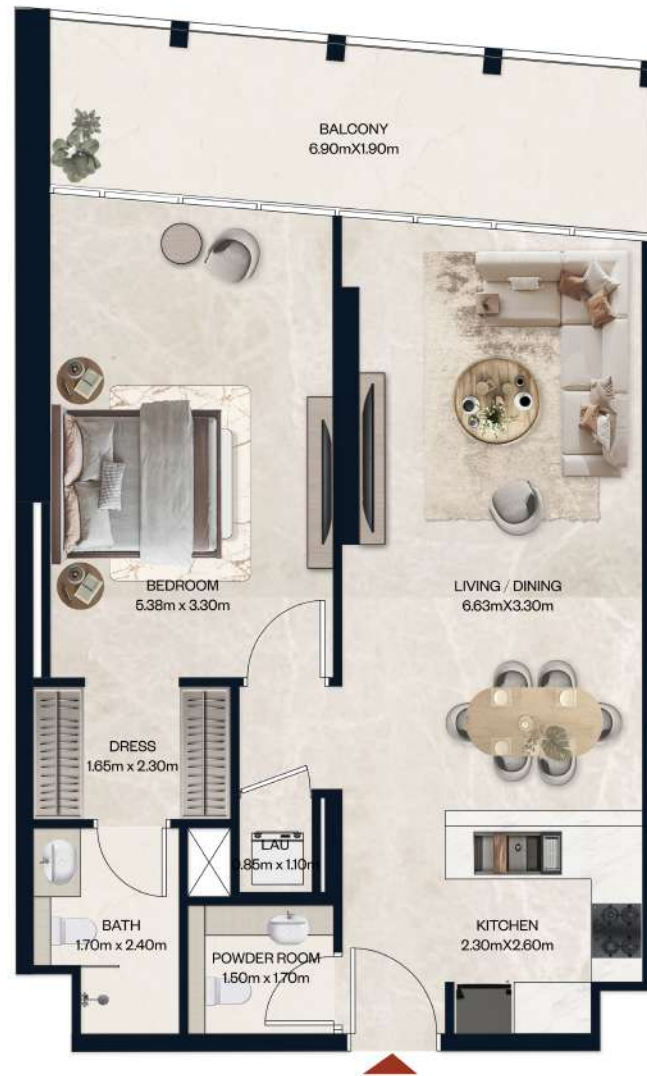 BALCONY
6.90mX1.90m
BEDROOM
5.38m x 3.30m
LIVING / DINING
6.63mX3.30m
DRESS
1.65m x 2.30m
LAU
0.85m x 1.10m
BATH
1.70m x 2.40m
POWDER ROOM
1.50m x 1.70m
KITCHEN
2.30mX2.60m